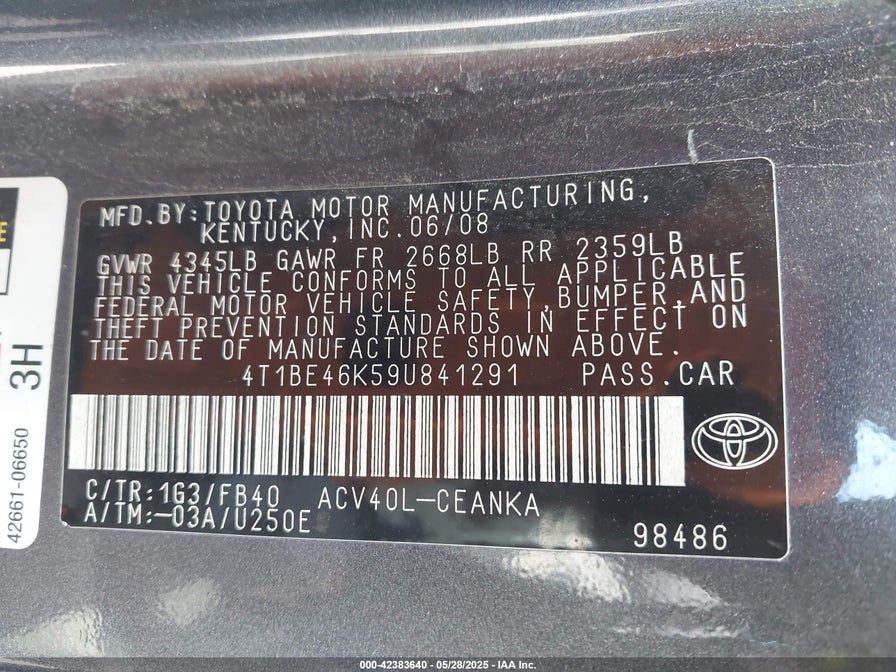 MFD.BY:TOYOTA MOTOR MANUFACTURING,
KENTUCKY,INC.06/08
GVWR 4345LB GAWR FR 2668LB RR 2359LB
THIS VEHICLE CONFORMS TO ALL APPLICABLE
FEDERAL MOTOR VEHICLE SAFETY,BUMPER,AND
THEFT PREVENTION STANDARDS IN EFFECT ON
THE DATE OF MANUFACTURE SHOWN ABOVE.
4T1BE46K59U841291 PASS.CAR
C/TR:1G3/FB40 ACV40L-CEANKA
A/TM:-03A/U250E
98486
3H
42661-06650
000-42383640 - 05/28/2025 - IAA Inc.